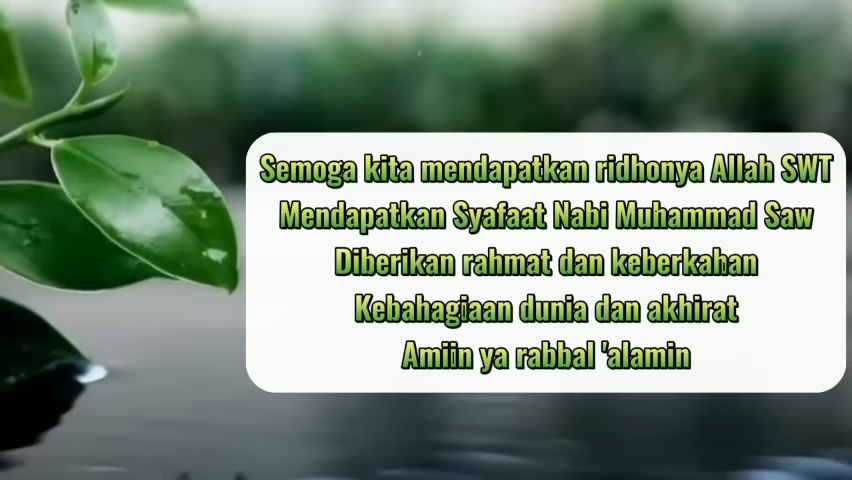 Semoga kita mendapatkan ridhonya Allah SWT
Mendapatkan Syafaat Nabi Muhammad Saw
Diberikan rahmat dan keberkahan
Kebahagiaan dunia dan akhirat
Amiin ya rabbal 'alamin